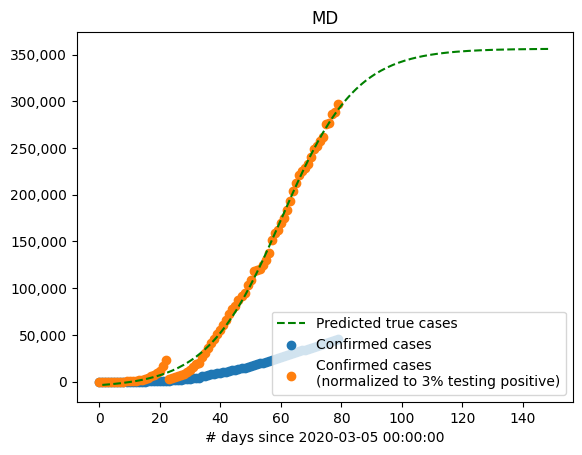 MD
350,000
300,000
250,000
200,000
150,000
100,000
50,000
0
Predicted true cases
Confirmed cases
Confirmed cases
(normalized to 3% testing positive)
0 20 40 60 80 100 120 140
# days since 2020-03-05 00:00:00